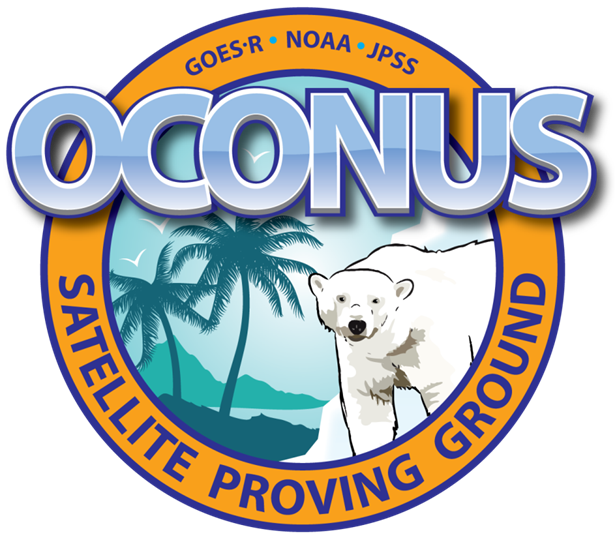 GOES-R • NOAA • JPSS
OCONUS
SATELLITE PROVING GROUND